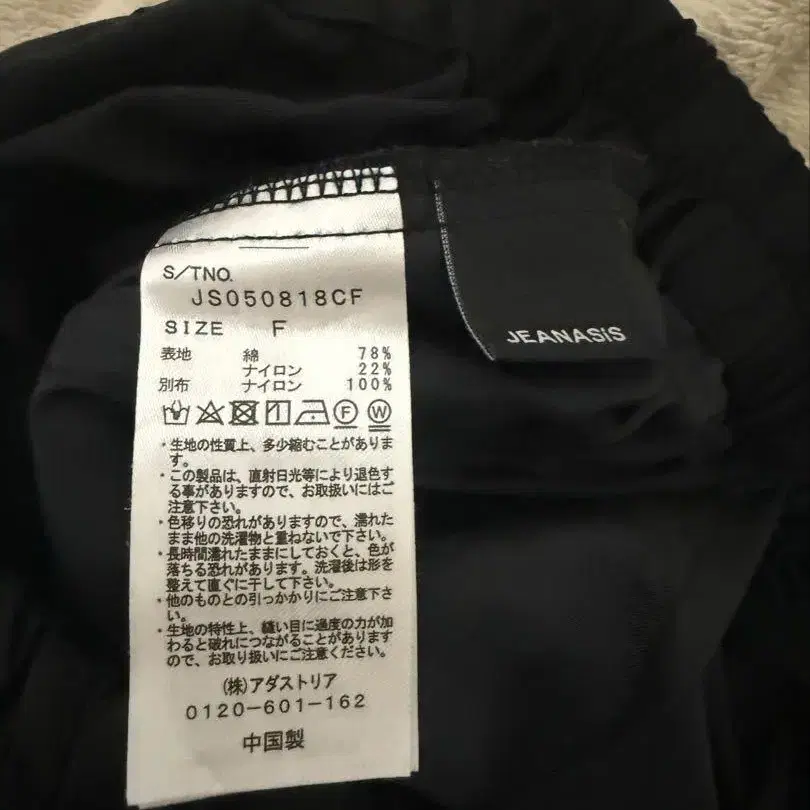 S/TNO.
JS050818CF
SIZE F
表地 綿 78%
ナイロン 22%
別布 ナイロン 100%
F W
・生地の性質上、多少縮むことがありま
す。
・この製品は、直射日光等により退色す
る事がありますので、お取扱いにはご
注意下さい。
・色移りの恐れがありますので、濡れた
まま他の洗濯物と重ねないで下さい。
・長時間濡れたままにしておくと、色が
落ちる恐れがあります。洗濯後は形を
整えて直ぐに干して下さい。
・他のものとの引っかかりにご注意下さ
い。
・生地の特性上、縫い目に過度の力が加
わると破れにつながることがあります
ので、お取り扱いにご注意ください。
(株)アダストリア
0120-601-162
中国製
JEANASiS